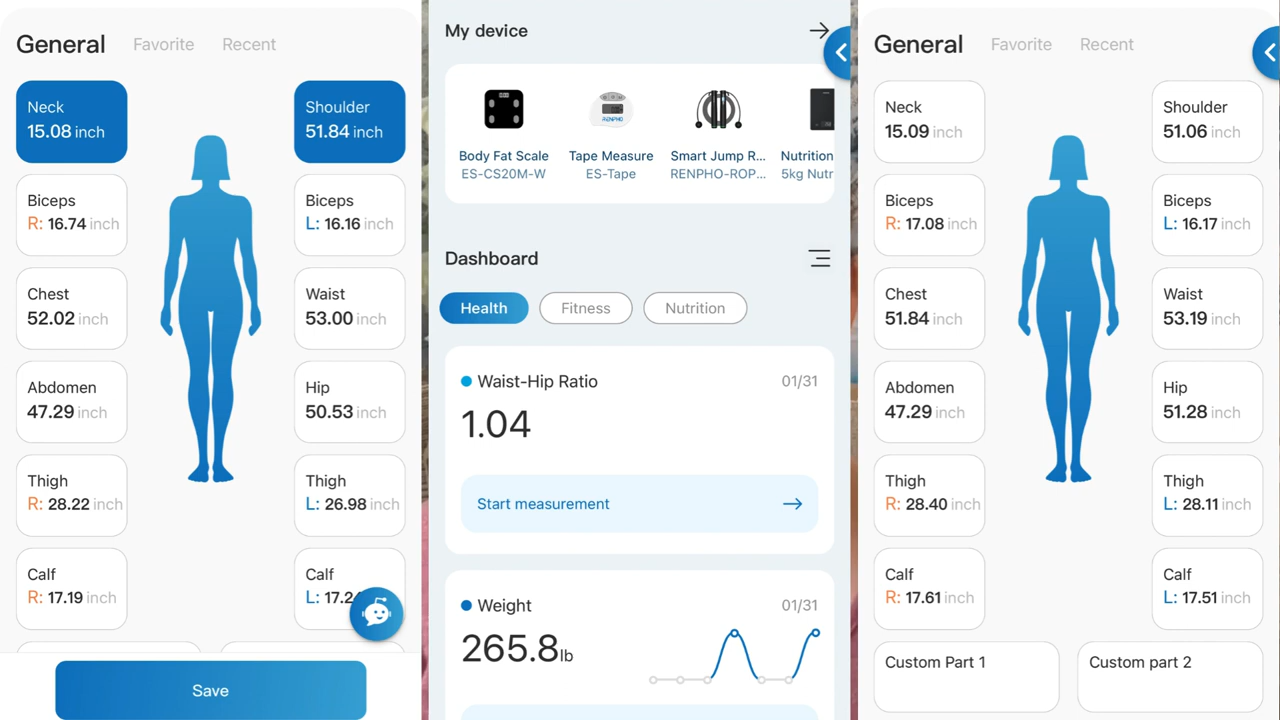 General Favorite Recent
Neck
15.08 inch
Shoulder
51.84 inch
Biceps
R: 16.74 inch
Biceps
L: 16.16 inch
Chest
52.02 inch
Waist
53.00 inch
Abdomen
47.29 inch
Hip
50.53 inch
Thigh
R: 28.22 inch
Thigh
L: 26.98 inch
Calf
R: 17.19 inch
Calf
L: 17.2
Save
My device
RENPHO
Body Fat Scale
ES-CS20M-W
Tape Measure
ES-Tape
Smart Jump R...
RENPHO-ROP...
Nutrition
5kg Nutr
Dashboard
Health Fitness Nutrition
Waist-Hip Ratio 01/31
1.04
Start measurement
Weight 01/31
265.8lb
General Favorite Recent
Neck
15.09 inch
Shoulder
51.06 inch
Biceps
R: 17.08 inch
Biceps
L: 16.17 inch
Chest
51.84 inch
Waist
53.19 inch
Abdomen
47.29 inch
Hip
51.28 inch
Thigh
R: 28.40 inch
Thigh
L: 28.11 inch
Calf
R: 17.61 inch
Calf
L: 17.51 inch
Custom Part 1
Custom part 2